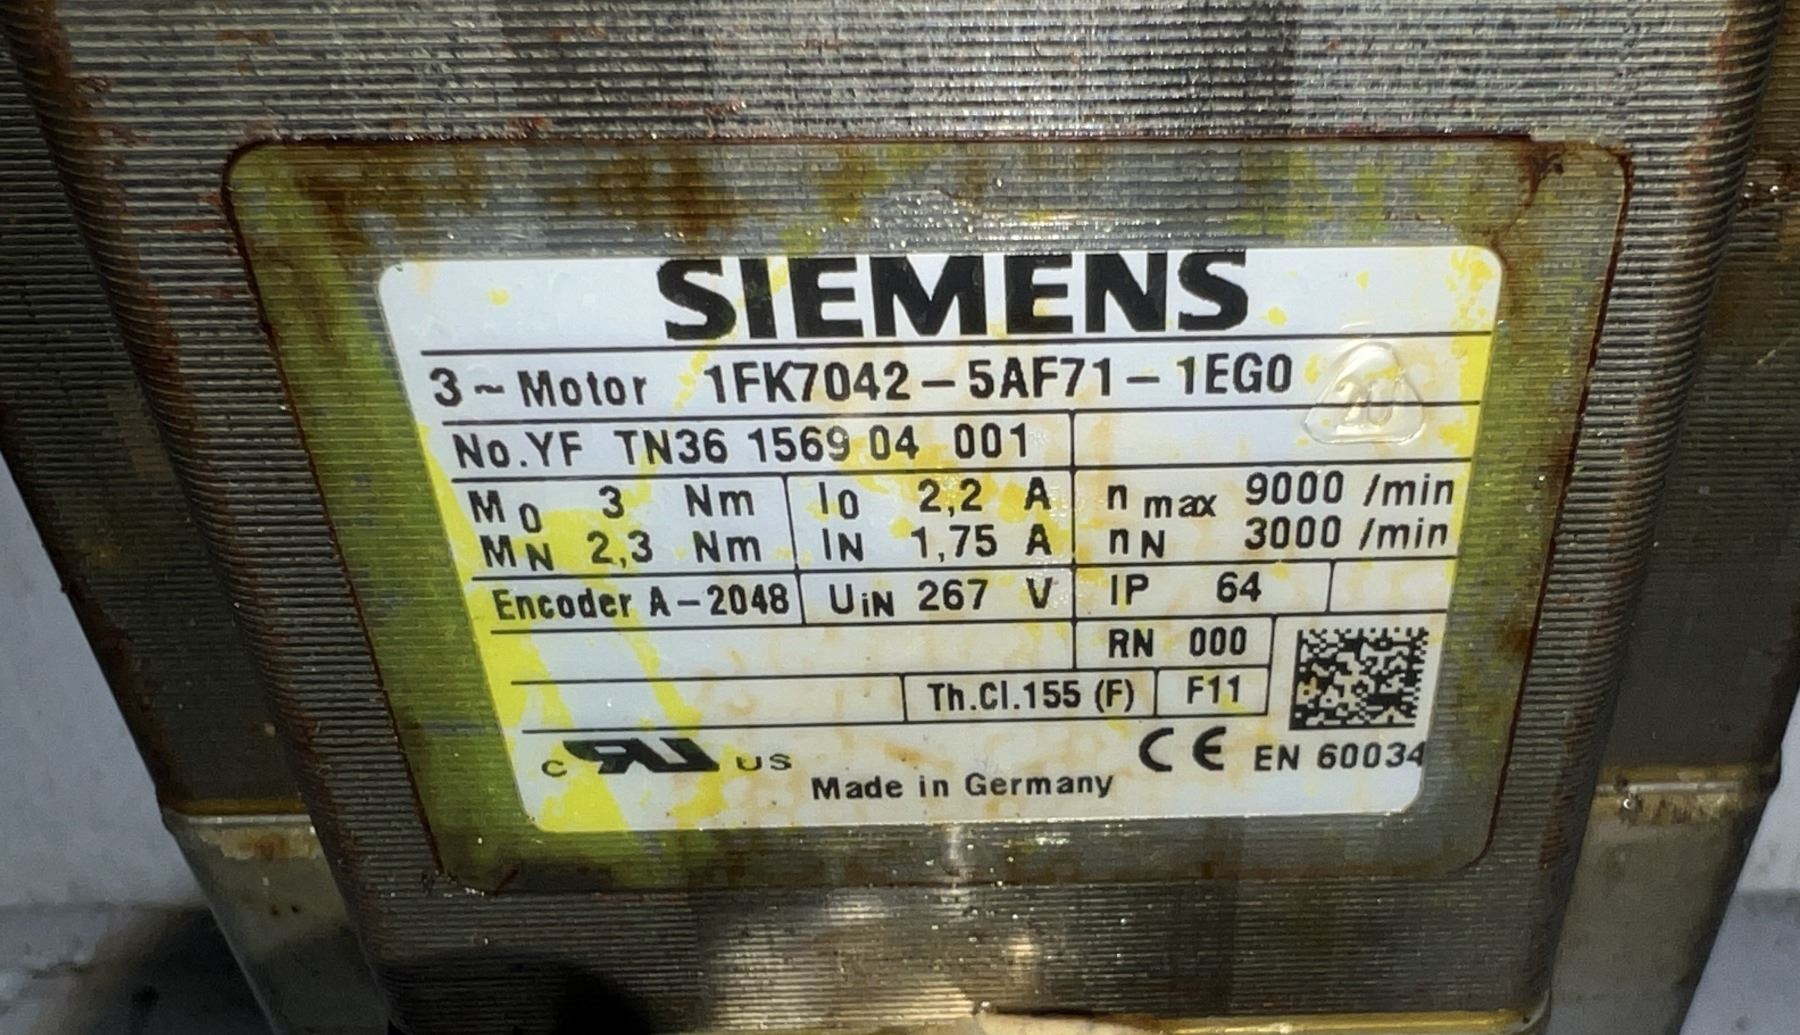 SIEMENS
3~Motor 1FK7042-5AF71-1EG0
2U
No.YF TN36 1569 04 001
M0 3 Nm I0 2,2 A n max 9000 /min
MN 2,3 Nm IN 1,75 A nN 3000 /min
Encoder A-2048 UiN 267 V IP 64
RN 000
Th.Cl.155 (F) F11
c RU US CE EN 60034
Made in Germany